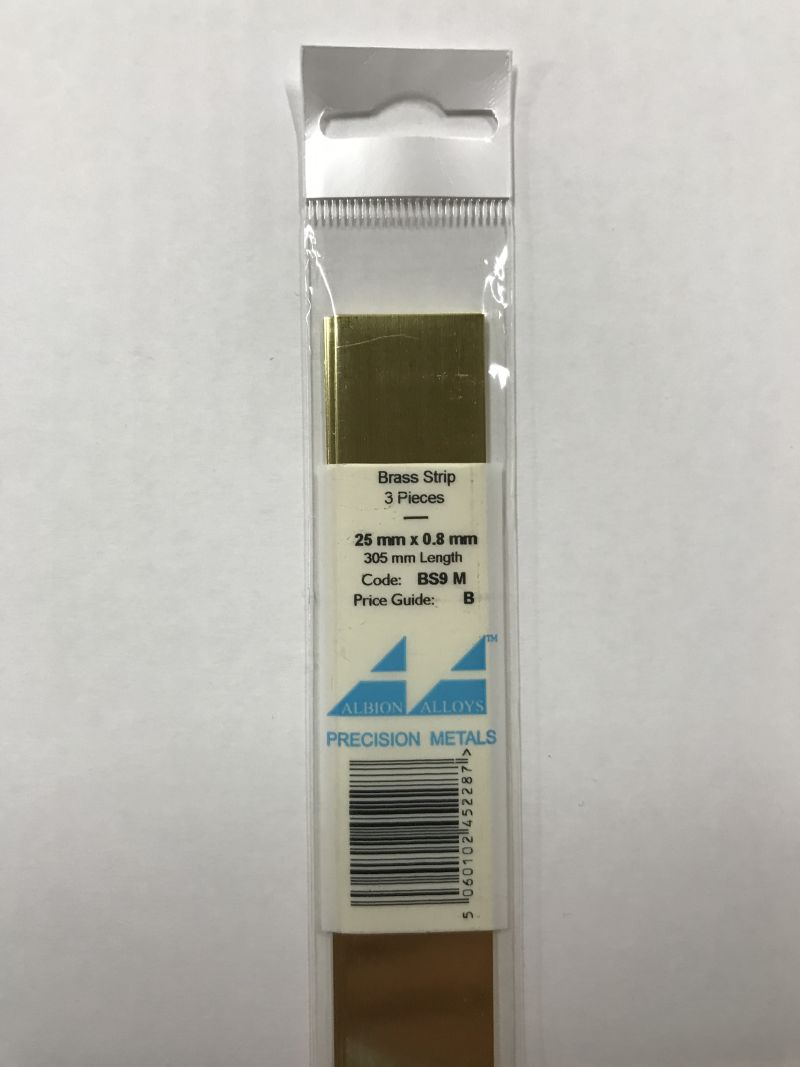 Brass Strip
3 Pieces
25 mm x 0.8 mm
305 mm Length
Code: BS9 M
Price Guide: B
TM
ALBION ALLOYS
PRECISION METALS
5 060102 452287 >